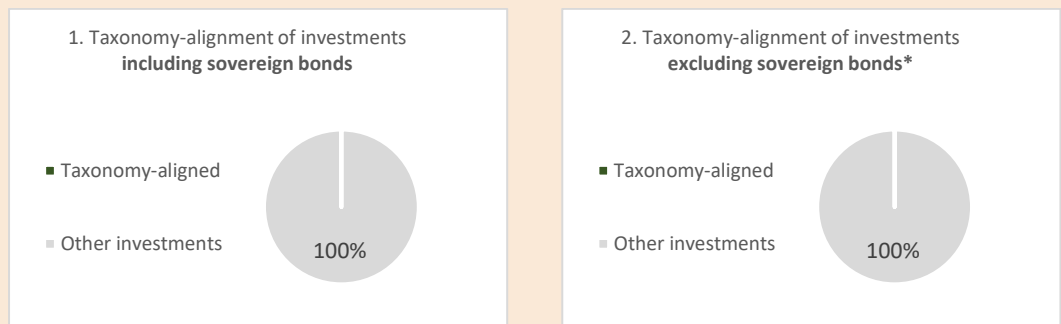 1. Taxonomy-alignment of investments
including sovereign bonds
Taxonomy-aligned
Other investments
100%
2. Taxonomy-alignment of investments
excluding sovereign bonds*
Taxonomy-aligned
Other investments
100%